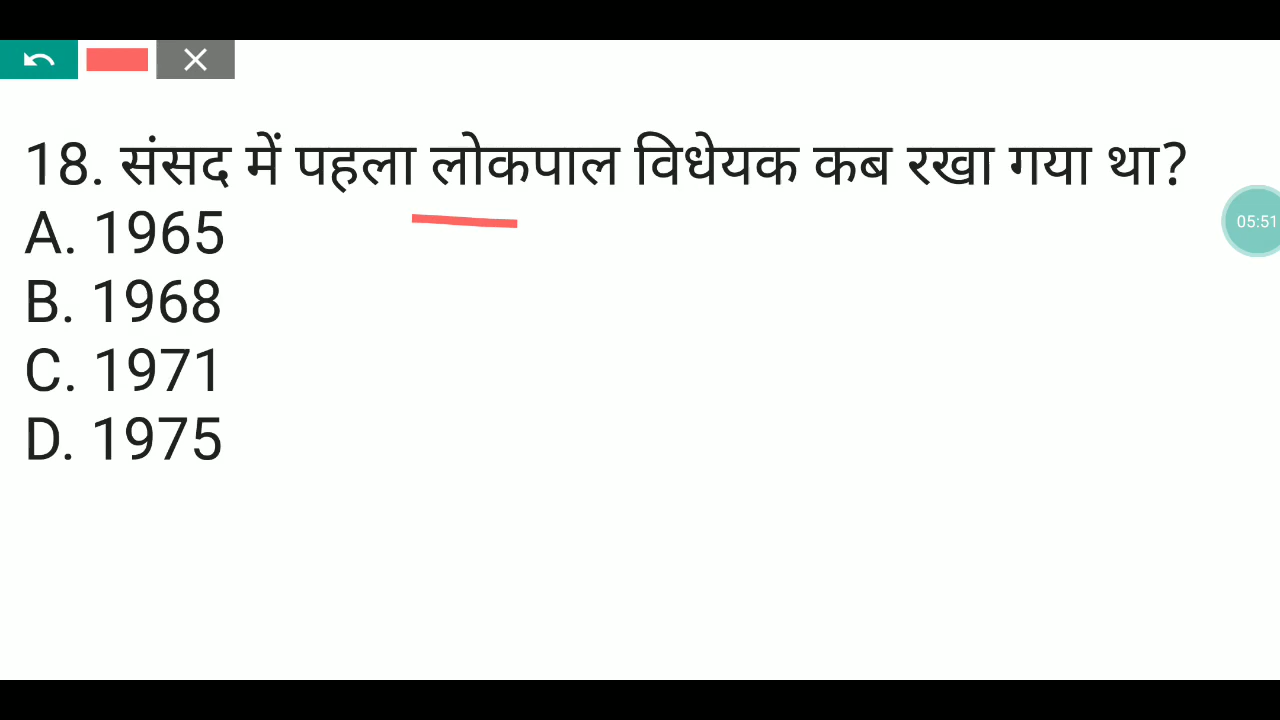 18. संसद में पहला लोकपाल विधेयक कब रखा गया था?
A. 1965
B. 1968
C. 1971
D. 1975
05:51